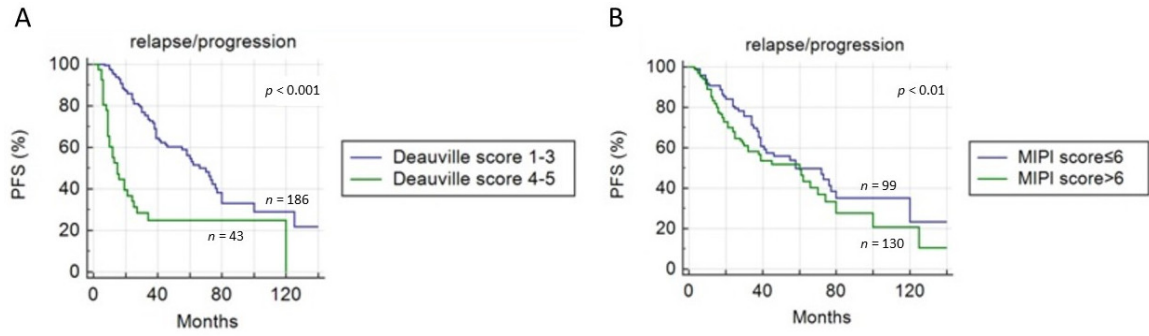 A
relapse/progression
100
80
60
40
20
0
PFS (%)
p < 0.001
n = 186
n = 43
0 40 80 120
Months
Deauville score 1-3
Deauville score 4-5
B
relapse/progression
100
80
60
40
20
0
PFS (%)
p < 0.01
n = 99
n = 130
0 40 80 120
Months
MIPI score≤6
MIPI score>6